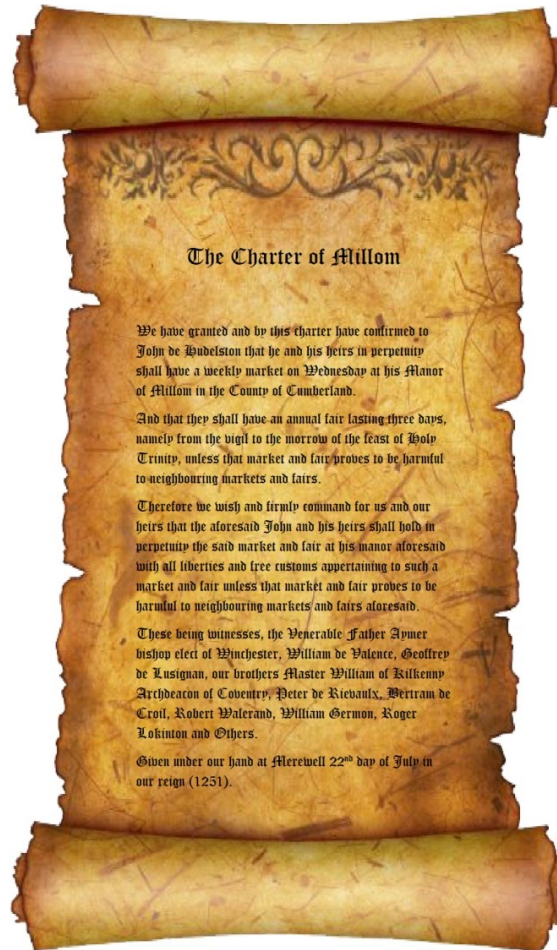 The Charter of Millom
We have granted and by this charter have confirmed to
John de Hudelston that he and his heirs in perpetuity
shall have a weekly market on Wednesday at his Manor
of Millom in the County of Cumberland.
And that they shall have an annual fair lasting three days,
namely from the vigil to the morrow of the feast of Holy
Trinity, unless that market and fair proves to be harmful
to neighbouring markets and fairs.
Therefore we wish and firmly command for us and our
heirs that the aforesaid John and his heirs shall hold in
perpetuity the said market and fair at his manor aforesaid
with all liberties and free customs appertaining to such a
market and fair unless that market and fair proves to be
harmful to neighbouring markets and fairs aforesaid.
These being witnesses, the Venerable Father Aymer
bishop elect of Winchester, William de Valence, Geoffrey
de Lusignan, our brothers Master William of Kilkenny
Archdeacon of Coventry, Peter de Rievaulx, Bertram de
Croil, Robert Walerand, William Germon, Roger
Lokinton and Others.
Given under our hand at Merewell 22nd day of July in
our reign (1251).